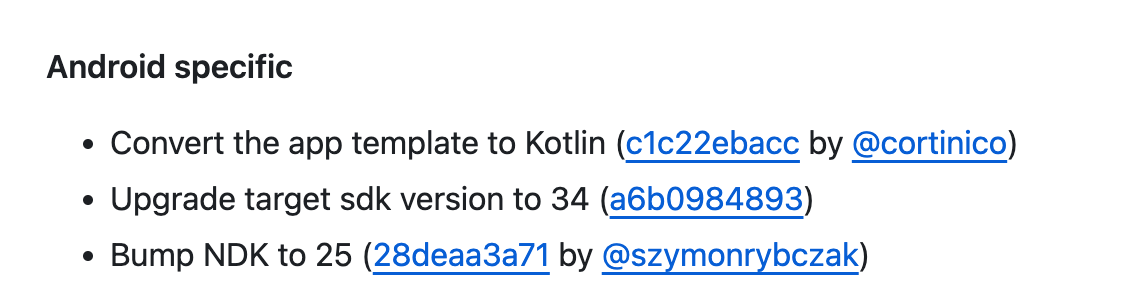 Android specific
• Convert the app template to Kotlin (c1c22ebacc by @cortinico)
• Upgrade target sdk version to 34 (a6b0984893)
• Bump NDK to 25 (28deaa3a71 by @szymonrybczak)